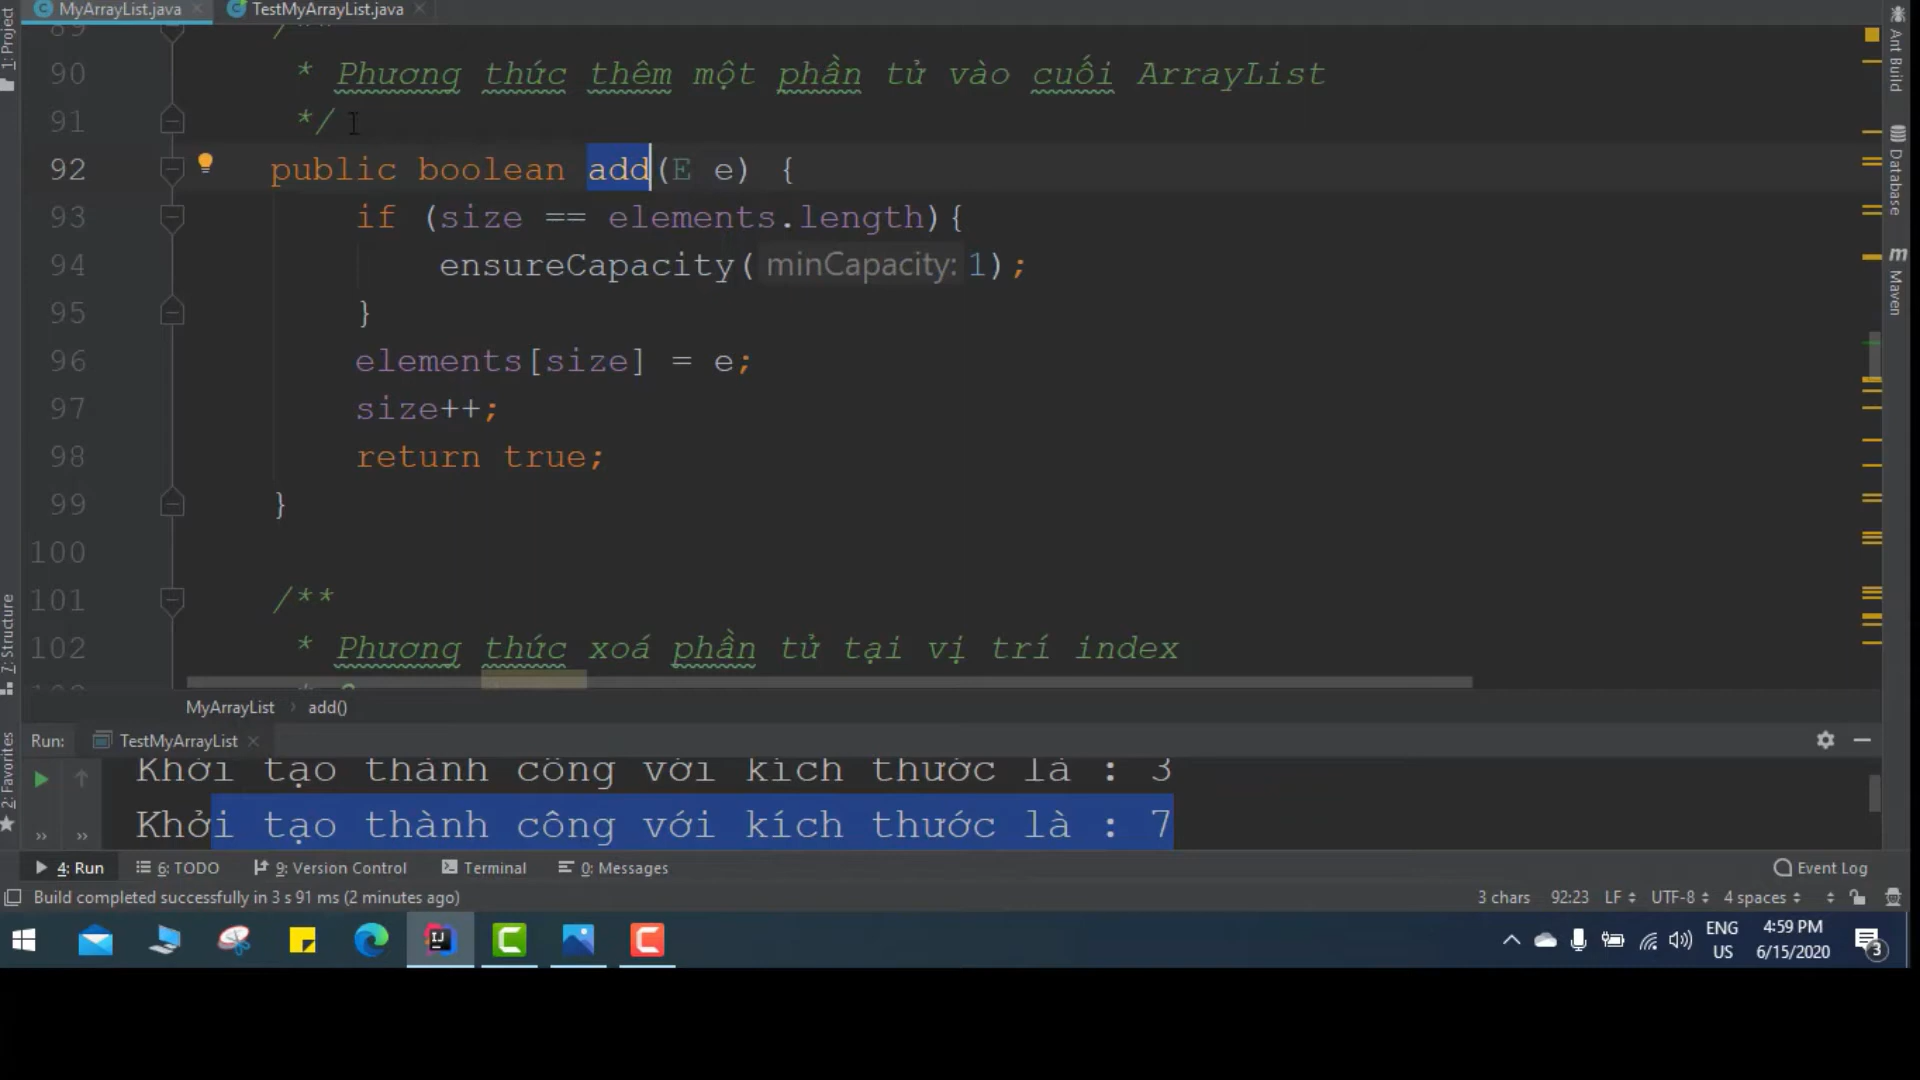 MyArrayList.java
TestMyArrayList.java
1: Project
89 /**
90 * Phương thức thêm một phần tử vào cuối ArrayList
91 */
92 public boolean add(E e) {
93 if (size == elements.length){
94 ensureCapacity( minCapacity: 1);
95 }
96 elements[size] = e;
97 size++;
98 return true;
99 }
100
101 /**
102 * Phương thức xoá phần tử tại vị trí index
Ant Build
Database
Maven
7: Structure
2: Favorites
MyArrayList › add()
Run: TestMyArrayList
Khởi tạo thành công với kích thước là : 3
Khởi tạo thành công với kích thước là : 7
4: Run 6: TODO 9: Version Control Terminal 0: Messages Event Log
Build completed successfully in 3 s 91 ms (2 minutes ago) 3 chars 92:23 LF UTF-8 4 spaces
ENG 4:59 PM
US 6/15/2020 3